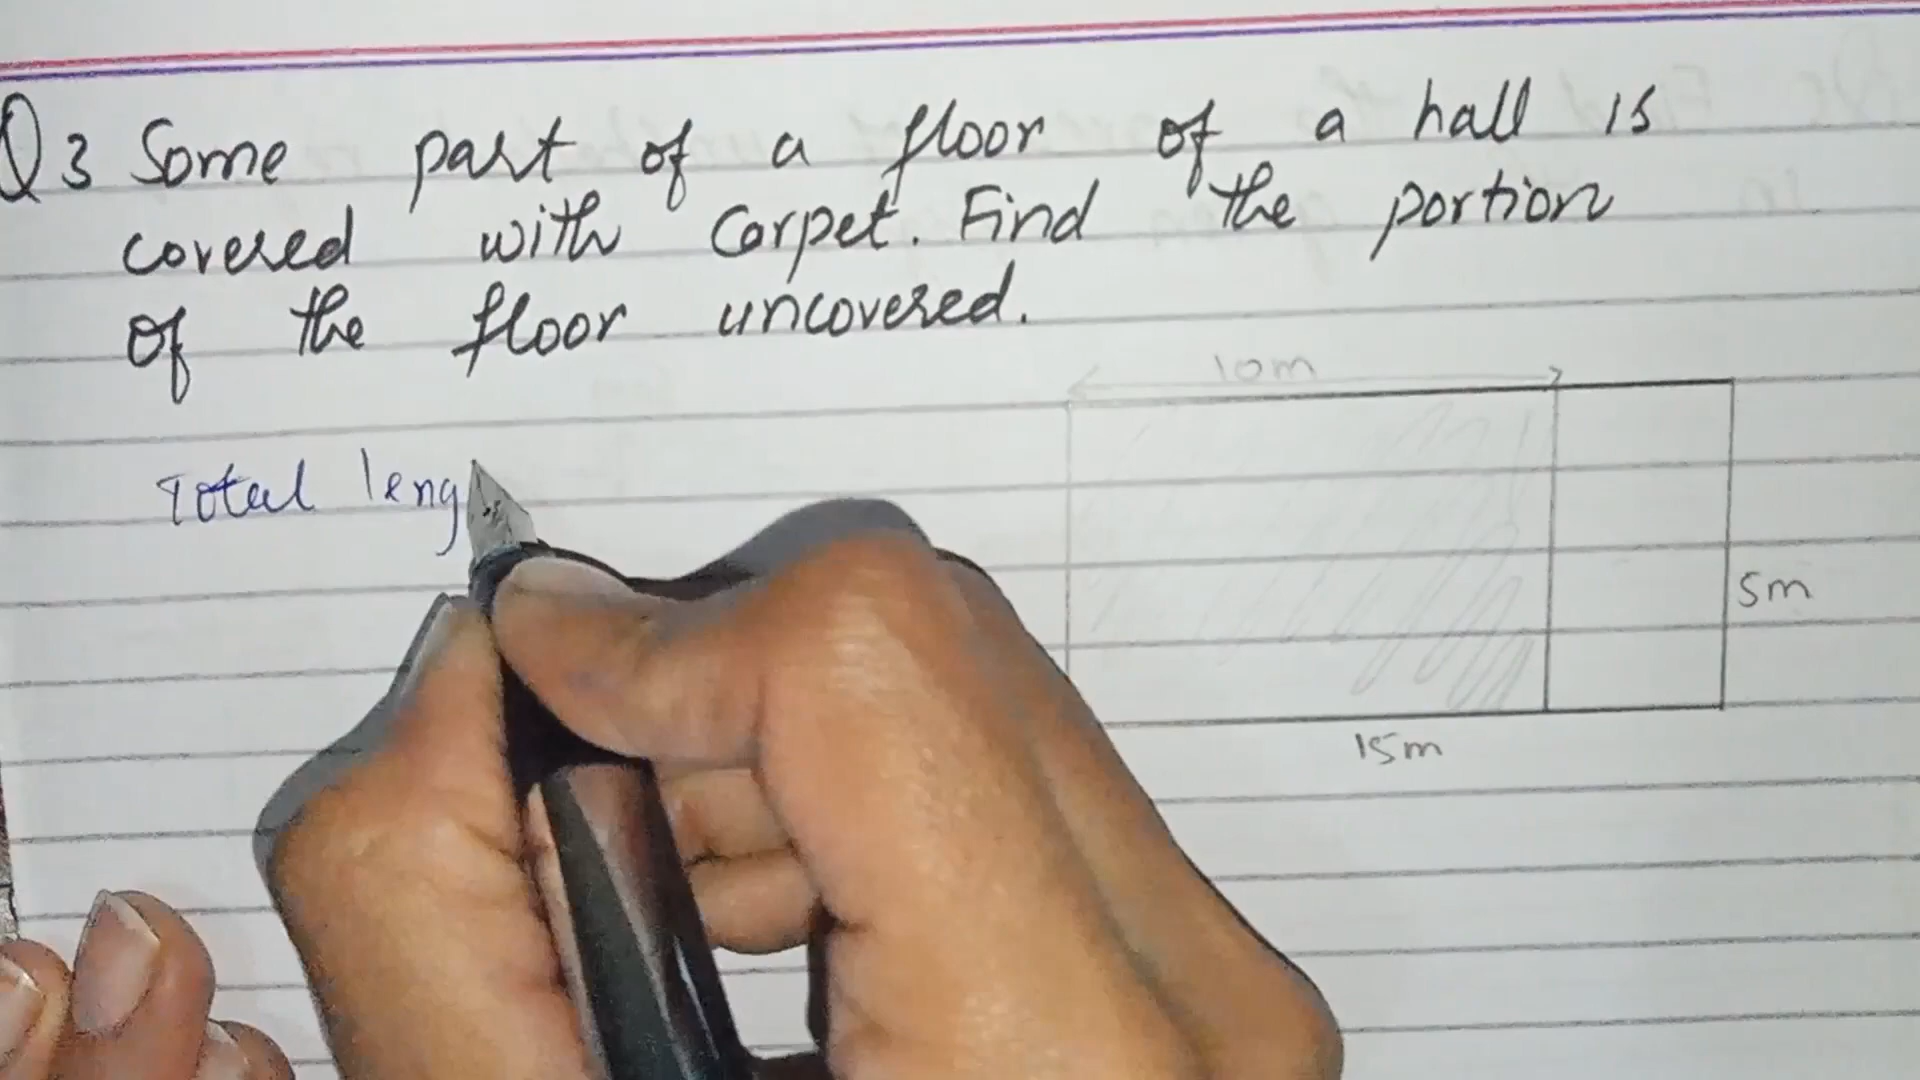 Q3 Some part of a floor of a hall is
covered with carpet. Find the portion
of the floor uncovered.
10m
Total leng
5m
15m